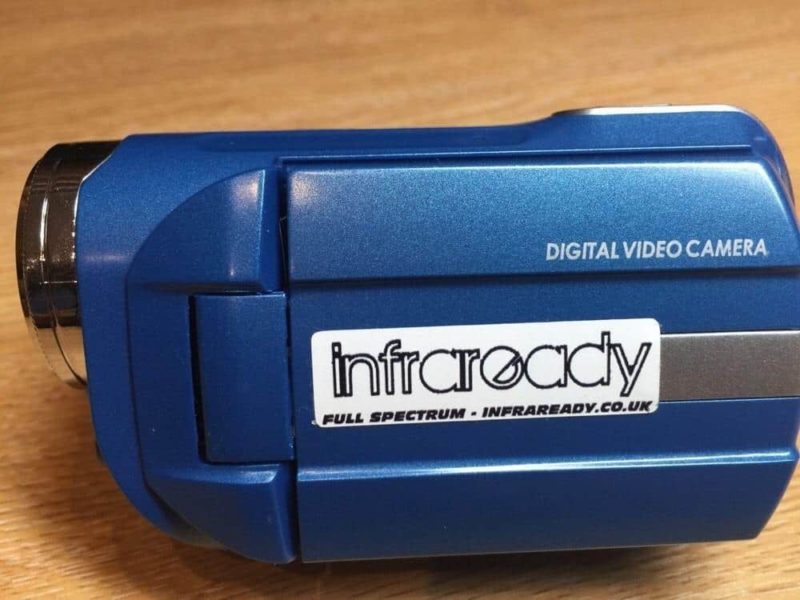 DIGITAL VIDEO CAMERA
infraready
FULL SPECTRUM - INFRAREADY.CO.UK